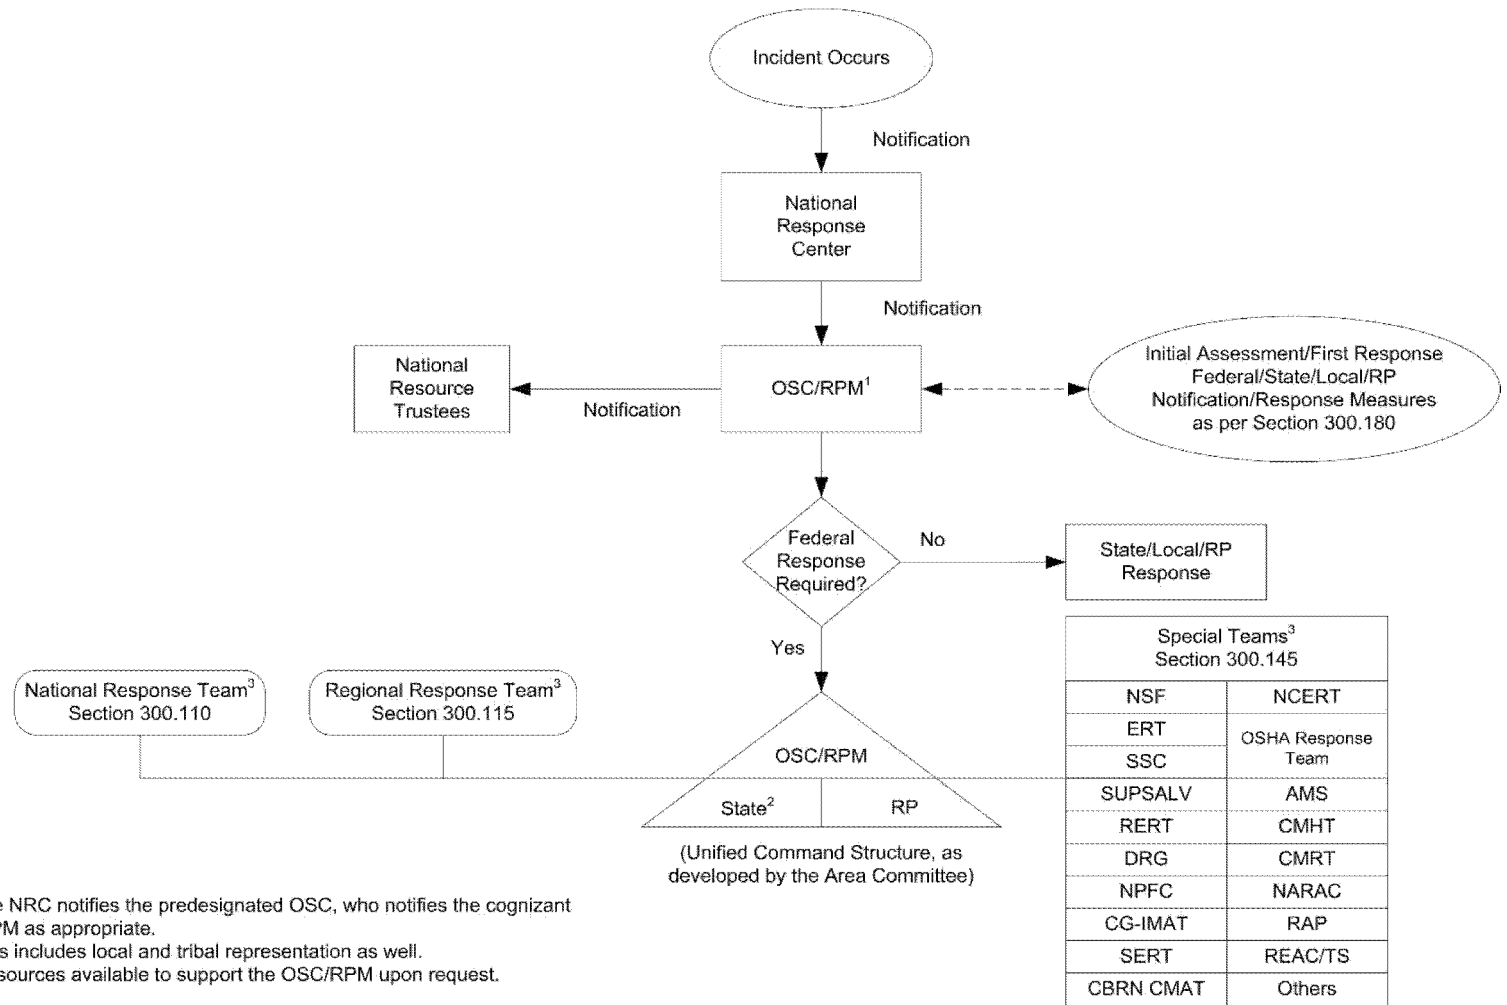 Incident Occurs
Notification
National
Response
Center
Notification
National
Resource
Trustees
Notification
OSC/RPM¹
Initial Assessment/First Response
Federal/State/Local/RP
Notification/Response Measures
as per Section 300.180
Federal
Response
Required?
No
State/Local/RP
Response
Yes
National Response Team³
Section 300.110
Regional Response Team³
Section 300.115
OSC/RPM
State²
RP
(Unified Command Structure, as
developed by the Area Committee)
Special Teams³
Section 300.145
NSF
NCERT
ERT
OSHA Response
Team
SSC
SUPSALV
AMS
RERT
CMHT
DRG
CMRT
NPFC
NARAC
CG-IMAT
RAP
SERT
REAC/TS
CBRN CMAT
Others
e NRC notifies the predesignated OSC, who notifies the cognizant
PM as appropriate.
s includes local and tribal representation as well.
sources available to support the OSC/RPM upon request.